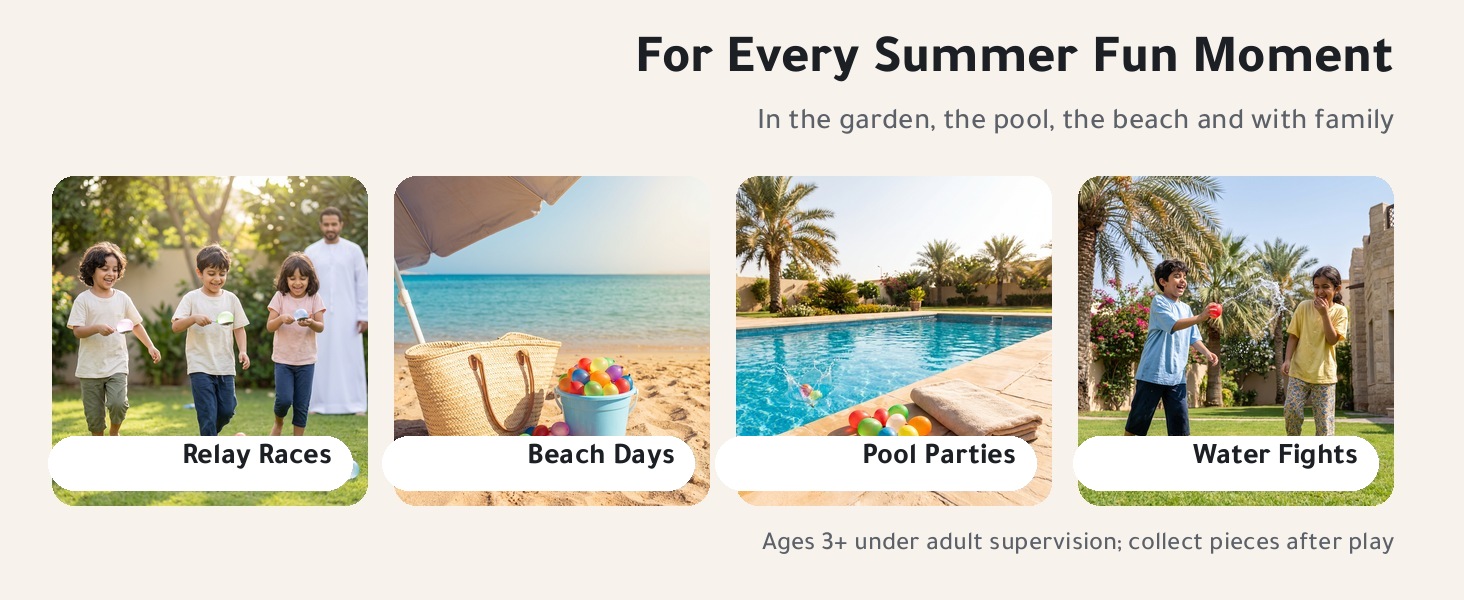 For Every Summer Fun Moment
In the garden, the pool, the beach and with family
Relay Races
Beach Days
Pool Parties
Water Fights
Ages 3+ under adult supervision; collect pieces after play